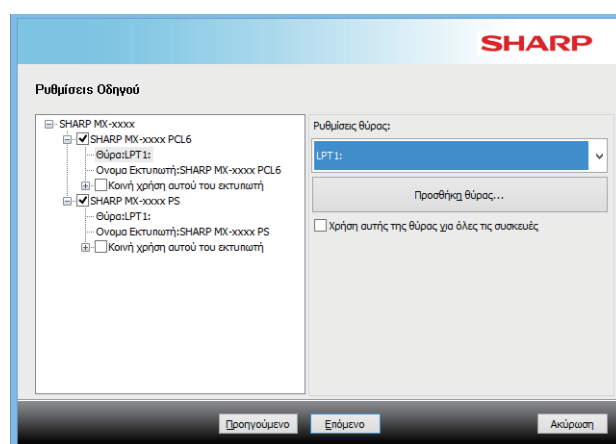 SHARP
Ρυθμίσεις Οδηγού
SHARP MX-xxxx
SHARP MX-xxxx PCL6
Θύρα:LPT1:
Ονομα Εκτυπωτή:SHARP MX-xxxx PCL6
Κοινή χρήση αυτού του εκτυπωτή
SHARP MX-xxxx PS
Θύρα:LPT1:
Ονομα Εκτυπωτή:SHARP MX-xxxx PS
Κοινή χρήση αυτού του εκτυπωτή
Ρυθμίσεις θύρας:
LPT1:
Προσθήκη θύρας...
Χρήση αυτής της θύρας για όλες τις συσκευές
Προηγούμενο
Επόμενο
Ακύρωση